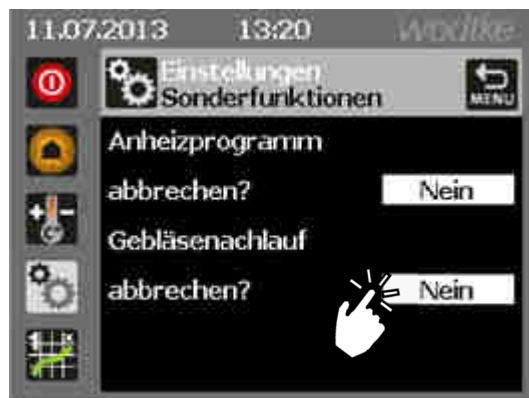 11.07.2013 13:20 wodtke
Einstellungen
Sonderfunktionen
MENU
Anheizprogramm
abbrechen? Nein
Gebläsenachlauf
abbrechen? Nein